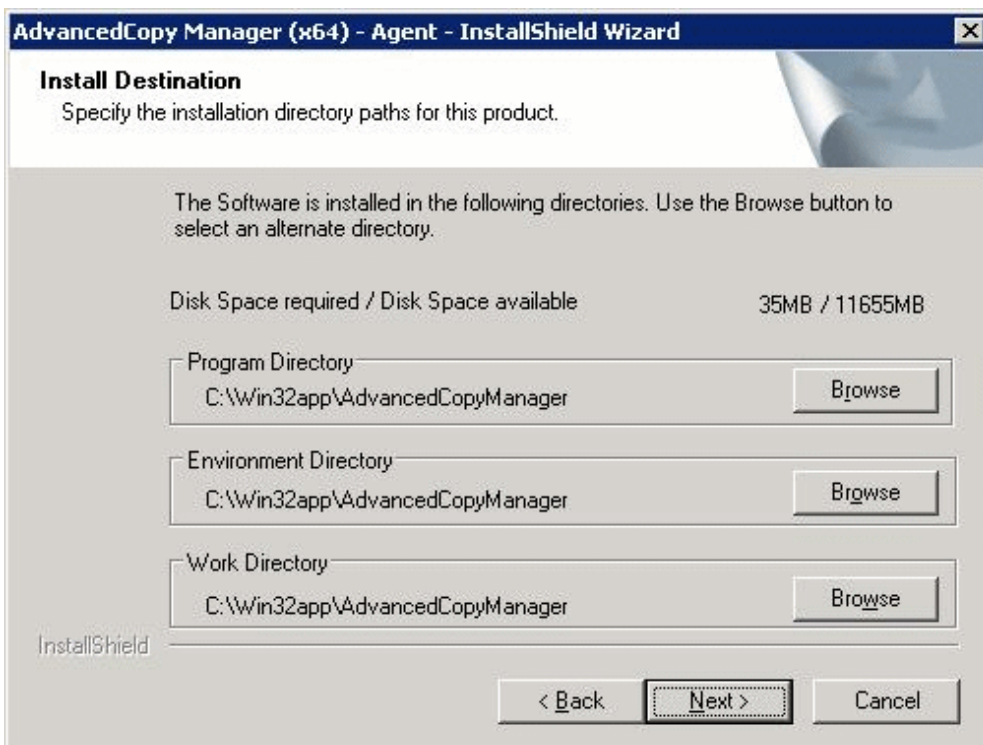 AdvancedCopy Manager (x64) - Agent - InstallShield Wizard
Install Destination
Specify the installation directory paths for this product.
The Software is installed in the following directories. Use the Browse button to
select an alternate directory.
Disk Space required / Disk Space available 35MB / 11655MB
Program Directory
C:\Win32app\AdvancedCopyManager Browse
Environment Directory
C:\Win32app\AdvancedCopyManager Browse
Work Directory
C:\Win32app\AdvancedCopyManager Browse
InstallShield
< Back Next > Cancel